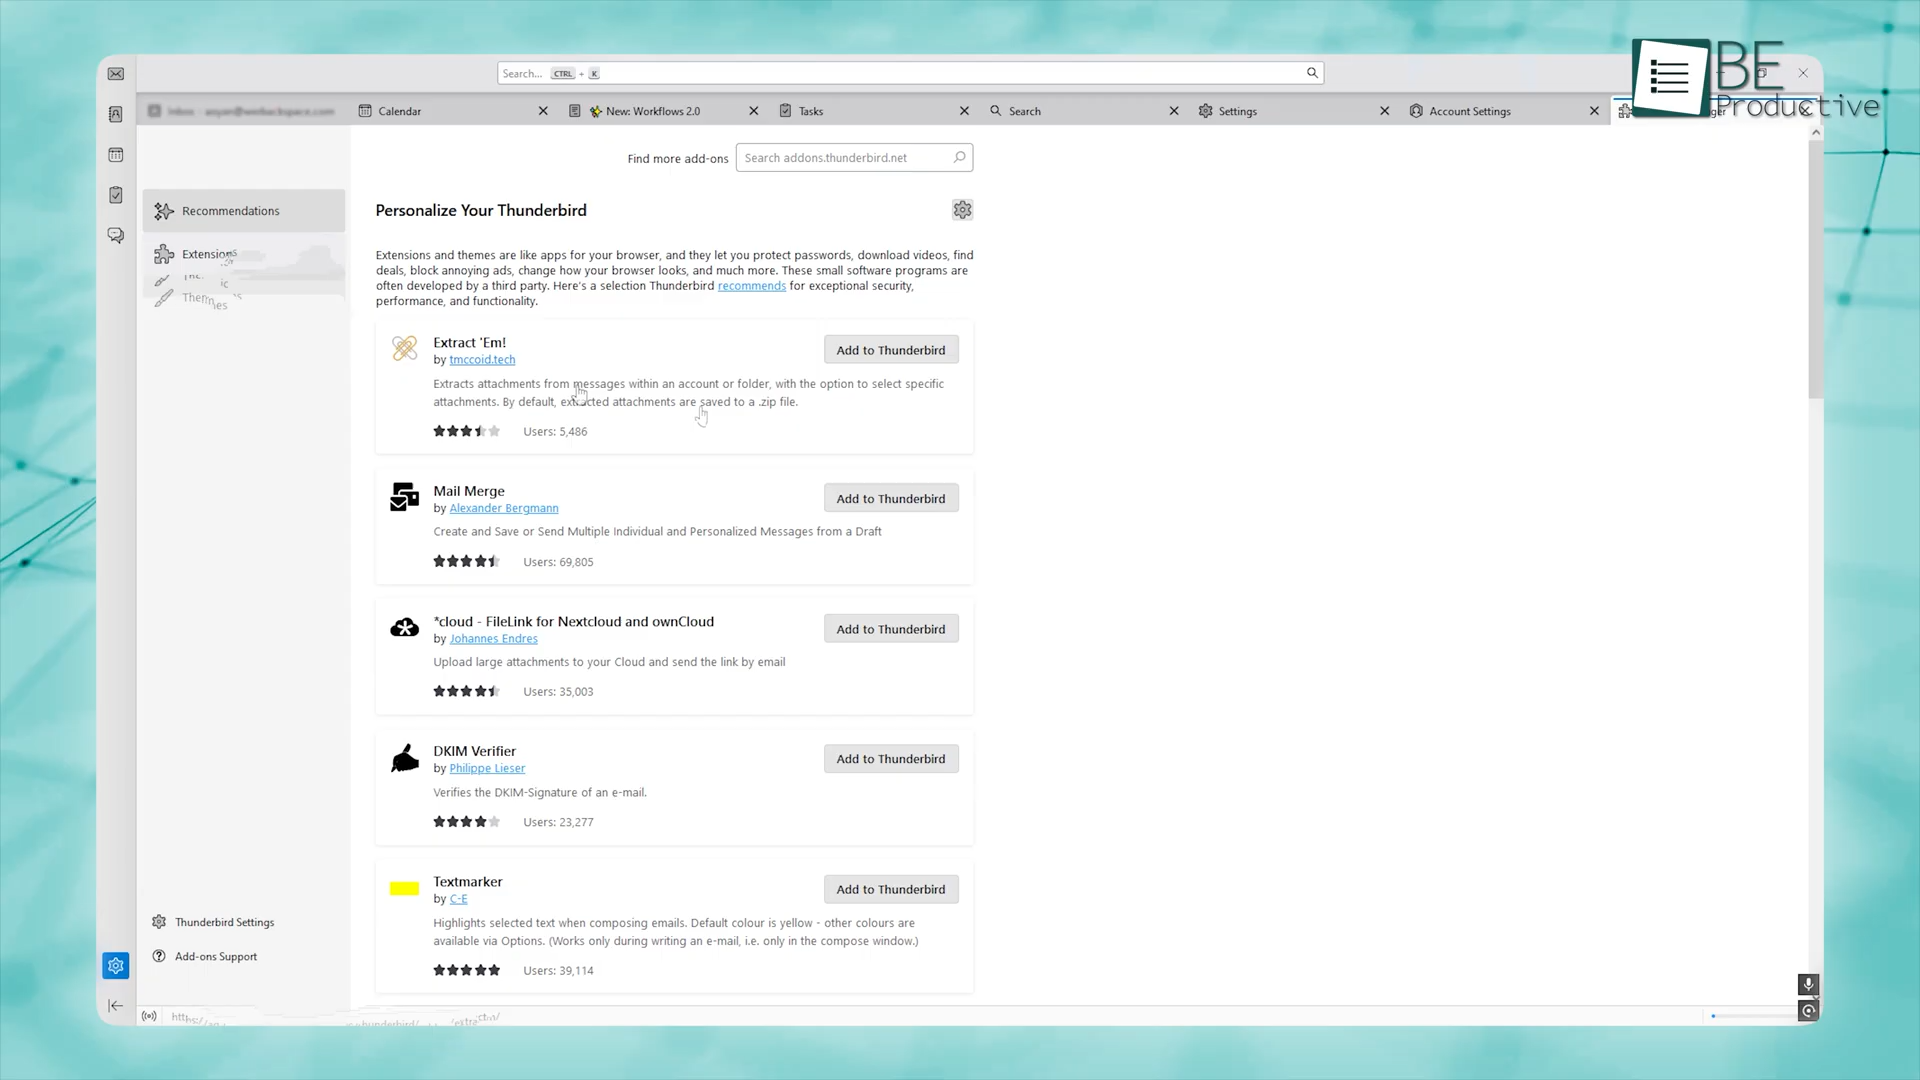 BE
Productive
Search... CTRL + K
Calendar
New: Workflows 2.0
Tasks
Search
Settings
Account Settings
Find more add-ons
Search addons.thunderbird.net
Recommendations
Extensions
Themes
Thunderbird Settings
Add-ons Support
Personalize Your Thunderbird
Extensions and themes are like apps for your browser, and they let you protect passwords, download videos, find
deals, block annoying ads, change how your browser looks, and much more. These small software programs are
often developed by a third party. Here's a selection Thunderbird recommends for exceptional security,
performance, and functionality.
Extract 'Em!
by tmccoid.tech
Add to Thunderbird
Extracts attachments from messages within an account or folder, with the option to select specific
attachments. By default, extracted attachments are saved to a .zip file.
Users: 5,486
Mail Merge
by Alexander Bergmann
Add to Thunderbird
Create and Save or Send Multiple Individual and Personalized Messages from a Draft
Users: 69,805
*cloud - FileLink for Nextcloud and ownCloud
by Johannes Endres
Add to Thunderbird
Upload large attachments to your Cloud and send the link by email
Users: 35,003
DKIM Verifier
by Philippe Lieser
Add to Thunderbird
Verifies the DKIM-Signature of an e-mail.
Users: 23,277
Textmarker
by C-E
Add to Thunderbird
Highlights selected text when composing emails. Default colour is yellow - other colours are
available via Options. (Works only during writing an e-mail, i.e. only in the compose window.)
Users: 39,114